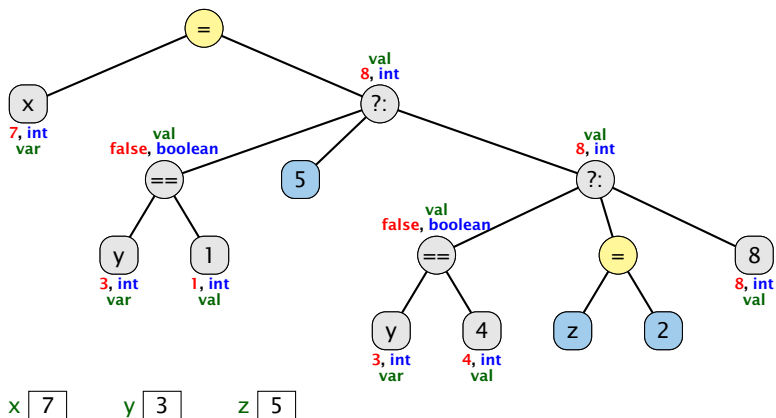 =
val
8, int
?:
x
7, int
var
val
false, boolean
==
5
val
8, int
?:
y
3, int
var
1
1, int
val
val
false, boolean
==
=
8
8, int
val
y
3, int
var
4
4, int
val
z
2
x 7 y 3 z 5